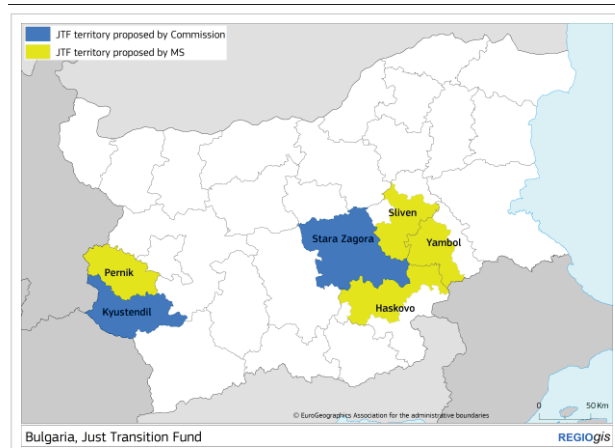 JTF territory proposed by Commission
JTF territory proposed by MS
Sliven
Stara Zagora
Yambol
Pernik
Haskovo
Kyustendil
© EuroGeographics Association for the administrative boundaries
0 50 Km
Bulgaria, Just Transition Fund
REGIOgis